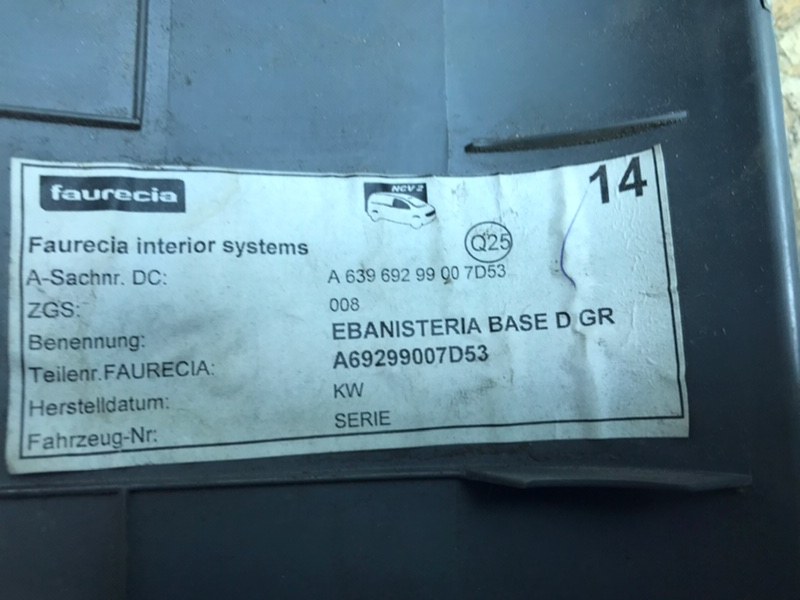 faurecia
NCV 2
14
Faurecia interior systems
Q25
A-Sachnr. DC: A 639 692 99 00 7D53
ZGS: 008
Benennung: EBANISTERIA BASE D GR
Teilenr.FAURECIA: A69299007D53
Herstelldatum: KW
Fahrzeug-Nr: SERIE